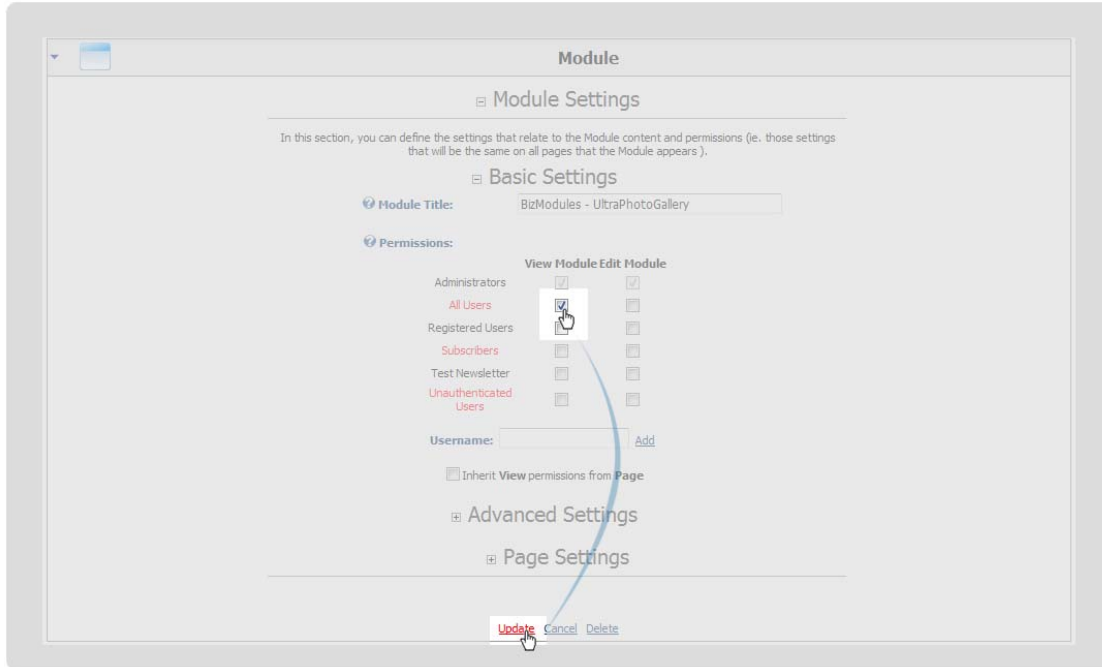 Module
Module Settings
In this section, you can define the settings that relate to the Module content and permissions (ie. those settings
that will be the same on all pages that the Module appears ).
Basic Settings
Module Title: BizModules - UltraPhotoGallery
Permissions:
View Module Edit Module
Administrators
All Users
Registered Users
Subscribers
Test Newsletter
Unauthenticated
Users
Username: Add
Inherit View permissions from Page
Advanced Settings
Page Settings
Update Cancel Delete